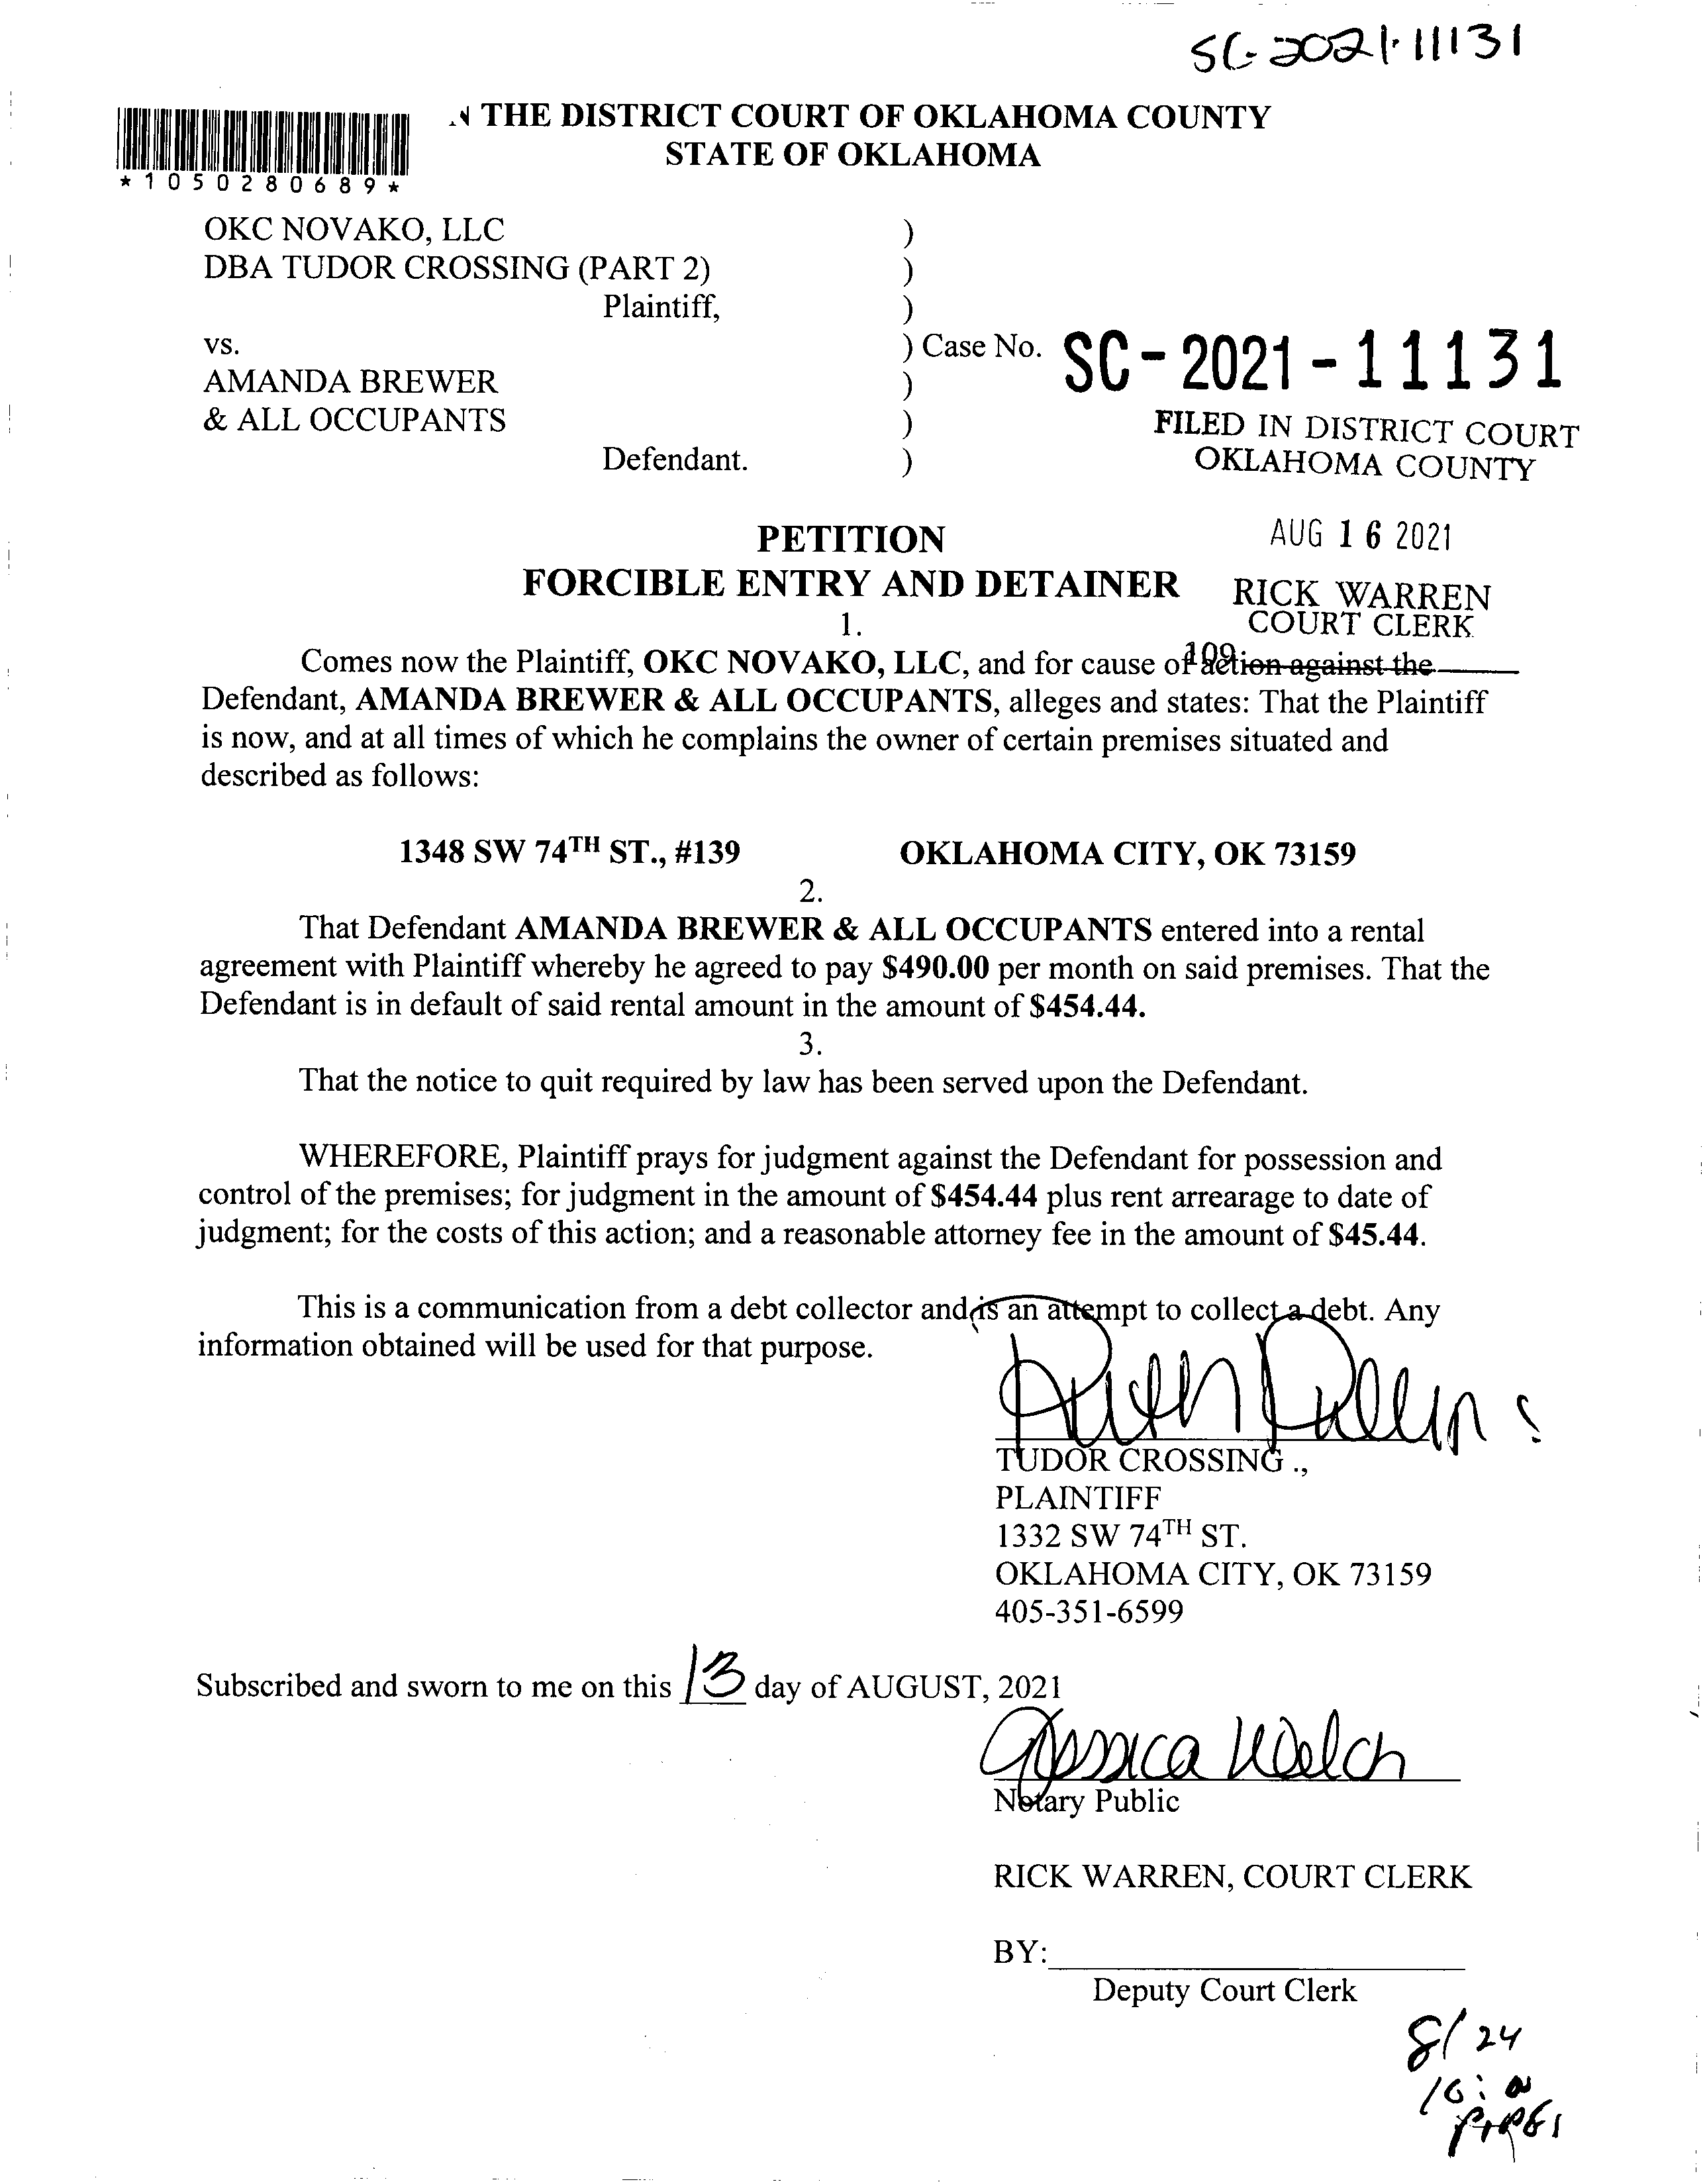 SC-2021-11131
THE DISTRICT COURT OF OKLAHOMA COUNTY
STATE OF OKLAHOMA
*1050280689*
OKC NOVAKO, LLC )
DBA TUDOR CROSSING (PART 2) )
Plaintiff, )
vs. ) Case No. SC-2021-11131
AMANDA BREWER )
& ALL OCCUPANTS )
Defendant. )
FILED IN DISTRICT COURT
OKLAHOMA COUNTY
AUG 16 2021
RICK WARREN
COURT CLERK
109
PETITION
FORCIBLE ENTRY AND DETAINER
1.
Comes now the Plaintiff, OKC NOVAKO, LLC, and for cause of action against the
Defendant, AMANDA BREWER & ALL OCCUPANTS, alleges and states: That the Plaintiff
is now, and at all times of which he complains the owner of certain premises situated and
described as follows:
1348 SW 74TH ST., #139 OKLAHOMA CITY, OK 73159
2.
That Defendant AMANDA BREWER & ALL OCCUPANTS entered into a rental
agreement with Plaintiff whereby he agreed to pay $490.00 per month on said premises. That the
Defendant is in default of said rental amount in the amount of $454.44.
3.
That the notice to quit required by law has been served upon the Defendant.
WHEREFORE, Plaintiff prays for judgment against the Defendant for possession and
control of the premises; for judgment in the amount of $454.44 plus rent arrearage to date of
judgment; for the costs of this action; and a reasonable attorney fee in the amount of $45.44.
This is a communication from a debt collector and is an attempt to collect a debt. Any
information obtained will be used for that purpose.
TUDOR CROSSING .,
PLAINTIFF
1332 SW 74TH ST.
OKLAHOMA CITY, OK 73159
405-351-6599
Subscribed and sworn to me on this 13 day of AUGUST, 2021
Jessica Welch
Notary Public
RICK WARREN, COURT CLERK
BY:
Deputy Court Clerk
8/24